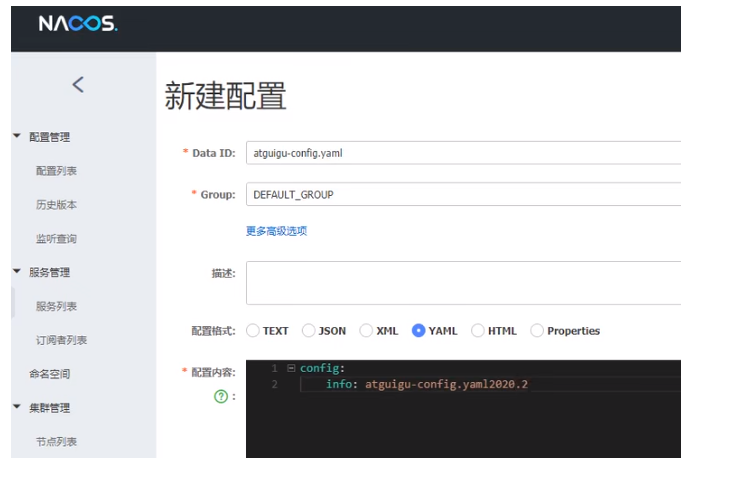 NACOS.
新建配置
配置管理
* Data ID: atguigu-config.yaml
配置列表
* Group: DEFAULT_GROUP
历史版本
更多高级选项
监听查询
服务管理
描述:
服务列表
配置格式: TEXT JSON XML YAML HTML Properties
订阅者列表
命名空间
* 配置内容: 1 config:
2 info: atguigu-config.yaml2020.2
? :
集群管理
节点列表